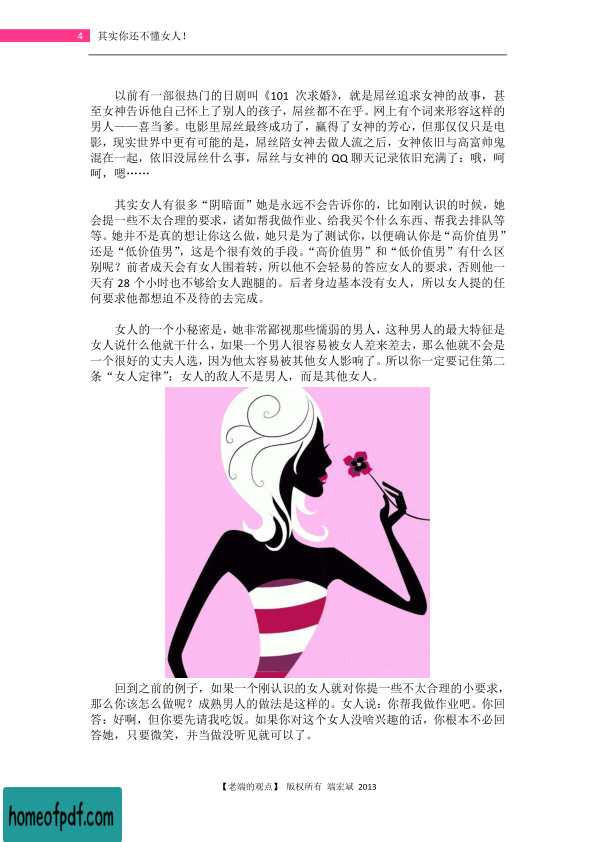 4 其实你还不懂女人！
以前有一部很热门的日剧叫《101 次求婚》，就是屌丝追求女神的故事，甚
至女神告诉他自己怀上了别人的孩子，屌丝都不在乎。网上有个词来形容这样的
男人——喜当爹。电影里屌丝最终成功了，赢得了女神的芳心，但那仅仅只是电
影，现实世界中更有可能的是，屌丝陪女神去做人流之后，女神依旧与高富帅鬼
混在一起，依旧没屌丝什么事，屌丝与女神的 QQ 聊天记录依旧充满了：哦，呵
呵，嗯……
其实女人有很多“阴暗面”她是永远不会告诉你的，比如刚认识的时候，她
会提一些不太合理的要求，诸如帮我做作业、给我买个什么东西、帮我去排队等
等。她并不是真的想让你这么做，她只是为了测试你，以便确认你是“高价值男”
还是“低价值男”，这是个很有效的手段。“高价值男”和“低价值男”有什么区
别呢？前者成天会有女人围着转，所以他不会轻易的答应女人的要求，否则他一
天有 28 个小时也不够给女人跑腿的。后者身边基本没有女人，所以女人提的任
何要求他都想迫不及待的去完成。
女人的一个小秘密是，她非常鄙视那些懦弱的男人，这种男人的最大特征是
女人说什么他就干什么，如果一个男人很容易被女人差来差去，那么他就不会是
一个很好的丈夫人选，因为他太容易被其他女人影响了。所以你一定要记住第二
条“女人定律”：女人的敌人不是男人，而是其他女人。
回到之前的例子，如果一个刚认识的女人就对你提一些不太合理的小要求，
那么你该怎么做呢？成熟男人的做法是这样的。女人说：你帮我做作业吧。你回
答：好啊，但你要先请我吃饭。如果你对这个女人没啥兴趣的话，你根本不必回
答她，只要微笑，并当做没听见就可以了。
【老端的观点】 版权所有 端宏斌 2013
homeofpdf.com